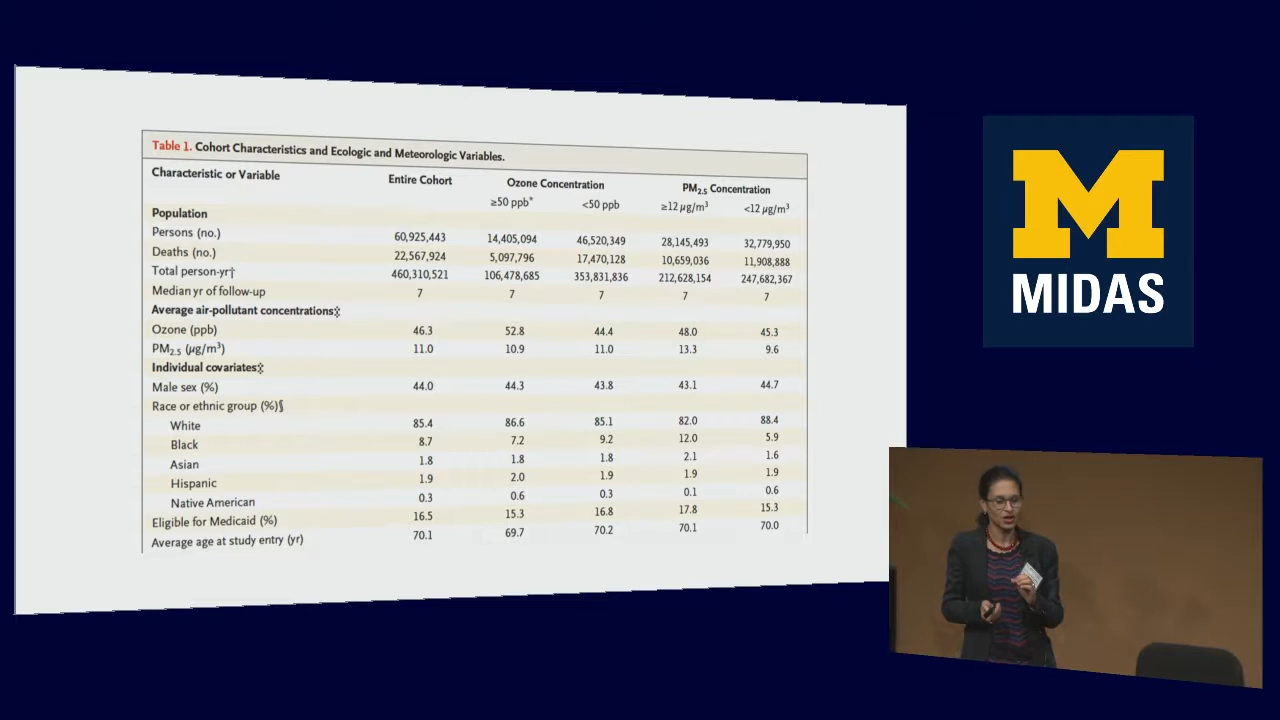 Table 1. Cohort Characteristics and Ecologic and Meteorologic Variables.
Characteristic or Variable Entire Cohort Ozone Concentration PM2.5 Concentration
≥50 ppb* <50 ppb ≥12 μg/m³ <12 μg/m³
Population
Persons (no.) 60,925,443 14,405,094 46,520,349 28,145,493 32,779,950
Deaths (no.) 22,567,924 5,097,796 17,470,128 10,659,036 11,908,888
Total person-yr† 460,310,521 106,478,685 353,831,836 212,628,154 247,682,367
Median yr of follow-up 7 7 7 7 7
Average air-pollutant concentrations‡
Ozone (ppb) 46.3 52.8 44.4 48.0 45.3
PM2.5 (μg/m³) 11.0 10.9 11.0 13.3 9.6
Individual covariates‡
Male sex (%) 44.0 44.3 43.8 43.1 44.7
Race or ethnic group (%)§
White 85.4 86.6 85.1 82.0 88.4
Black 8.7 7.2 9.2 12.0 5.9
Asian 1.8 1.8 1.8 2.1 1.6
Hispanic 1.9 2.0 1.9 1.9 1.9
Native American 0.3 0.6 0.3 0.1 0.6
Eligible for Medicaid (%) 16.5 15.3 16.8 17.8 15.3
Average age at study entry (yr) 70.1 69.7 70.2 70.1 70.0
M
MIDAS